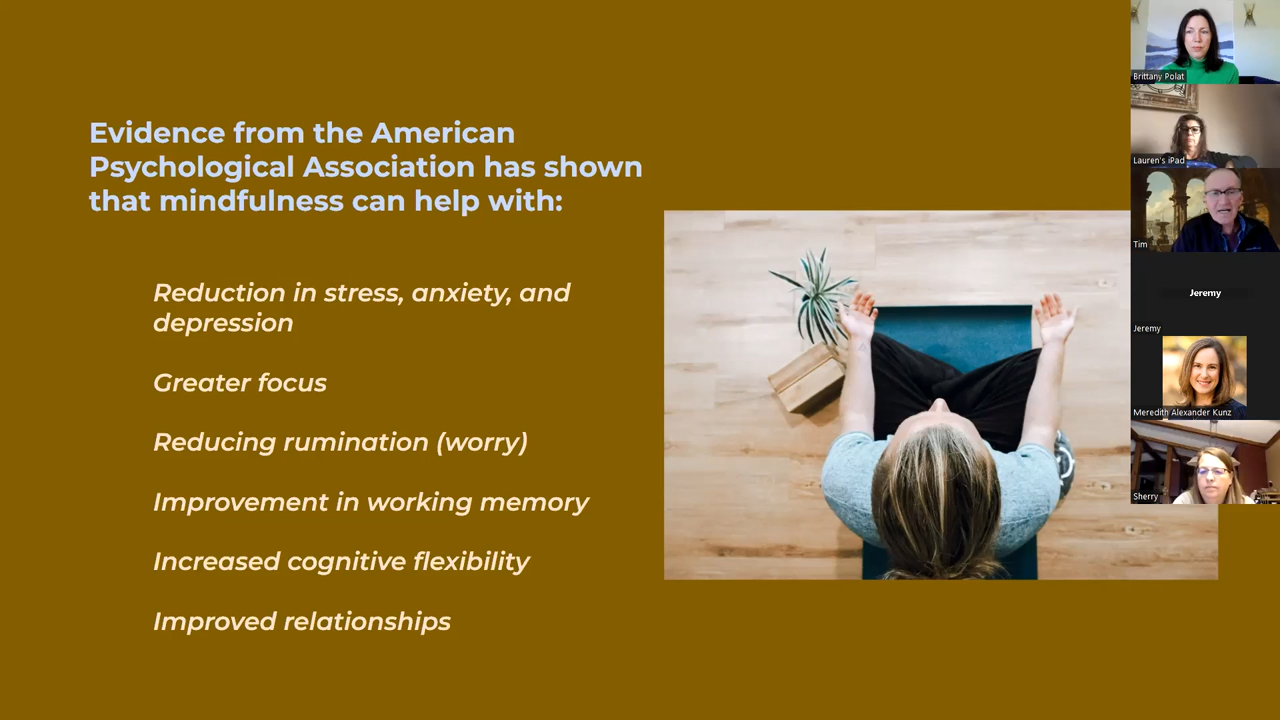 Evidence from the American
Psychological Association has shown
that mindfulness can help with:
Reduction in stress, anxiety, and
depression
Greater focus
Reducing rumination (worry)
Improvement in working memory
Increased cognitive flexibility
Improved relationships
Brittany Polat
Lauren's iPad
Tim
Jeremy
Jeremy
Meredith Alexander Kunz
Sherry